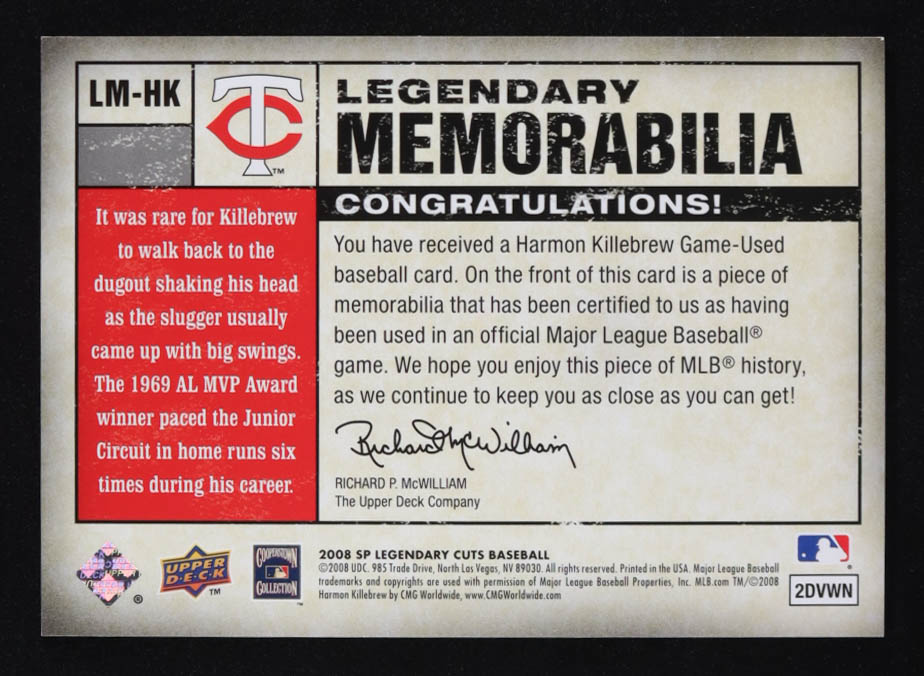 LM-HK
TC
TM
LEGENDARY
MEMORABILIA
CONGRATULATIONS!
It was rare for Killebrew
to walk back to the
dugout shaking his head
as the slugger usually
came up with big swings.
The 1969 AL MVP Award
winner paced the Junior
Circuit in home runs six
times during his career.
You have received a Harmon Killebrew Game-Used
baseball card. On the front of this card is a piece of
memorabilia that has been certified to us as having
been used in an official Major League Baseball®
game. We hope you enjoy this piece of MLB® history,
as we continue to keep you as close as you can get!
Richard McWilliam
RICHARD P. McWILLIAM
The Upper Deck Company
®
UPPER
DECK
TM
COOPERSTOWN
COLLECTION
TM
2008 SP LEGENDARY CUTS BASEBALL
©2008 UDC. 985 Trade Drive, North Las Vegas, NV 89030. All rights reserved. Printed in the USA. Major League Baseball
trademarks and copyrights are used with permission of Major League Baseball Properties, Inc. MLB.com TM/©2008
Harmon Killebrew by CMG Worldwide, www.CMGWorldwide.com
®
2DVWN